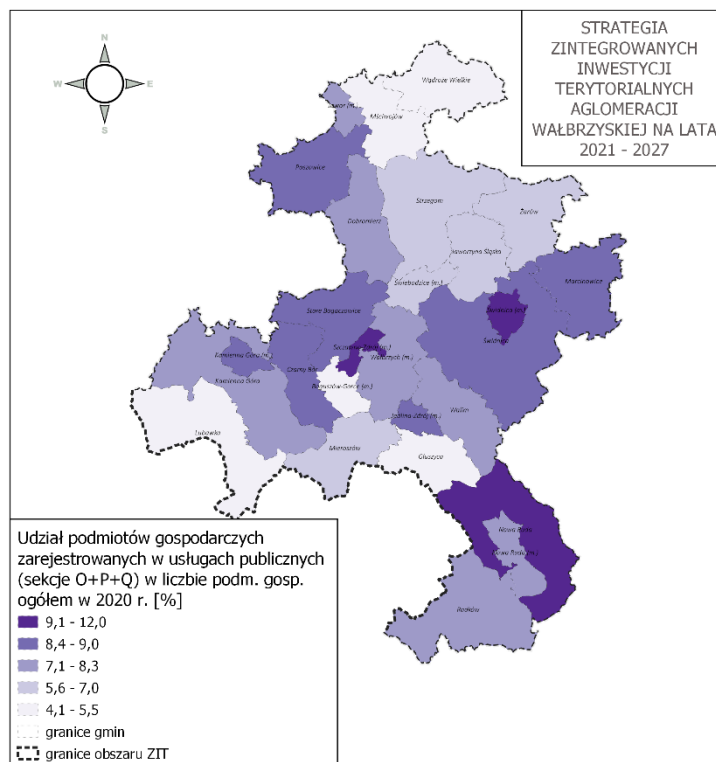 STRATEGIA
ZINTEGROWANYCH
INWESTYCJI
TERYTORIALNYCH
AGLOMERACJI
WAŁBRZYSKIEJ NA LATA
2021 - 2027
N
W E
S
Wądroże Wielkie
Jawor (m.)
Mściwojów
Paszowice
Strzegom
Żarów
Dobromierz
Jaworzyna Śląska
Marcinowice
Świebodzice (m.)
Stare Bogaczowice
Świdnica (m.)
Świdnica
Szczawno-Zdrój (m.)
Kamienna Góra (m.)
Wałbrzych (m.)
Czarny Bór
Kamienna Góra
Boguszów-Gorce (m.)
Jedlina-Zdrój (m.)
Walim
Lubawka
Mieroszów
Głuszyca
Nowa Ruda
Nowa Ruda (m.)
Radków
Udział podmiotów gospodarczych
zarejestrowanych w usługach publicznych
(sekcje O+P+Q) w liczbie podm. gosp.
ogółem w 2020 r. [%]
9,1 - 12,0
8,4 - 9,0
7,1 - 8,3
5,6 - 7,0
4,1 - 5,5
granice gmin
granice obszaru ZIT